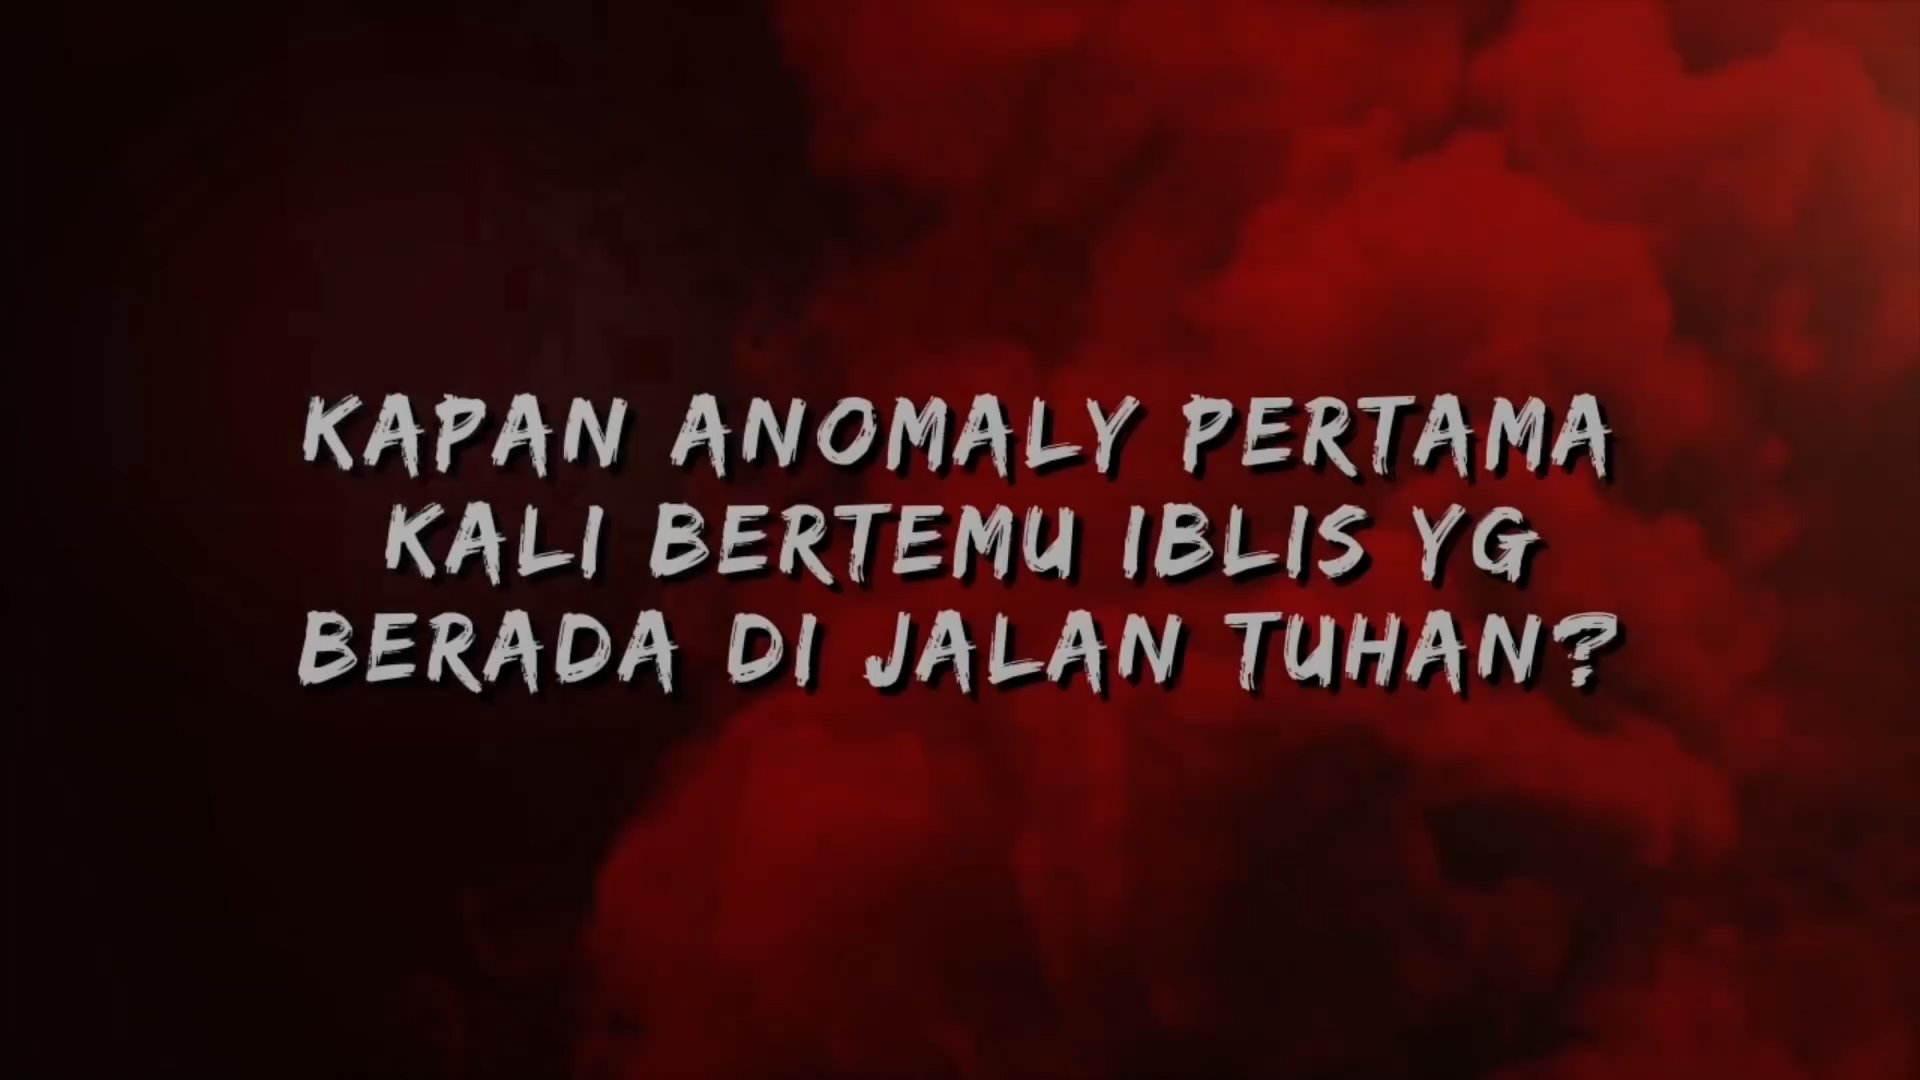 KAPAN ANOMALY PERTAMA
KALI BERTEMU IBLIS YG
BERADA DI JALAN TUHAN?